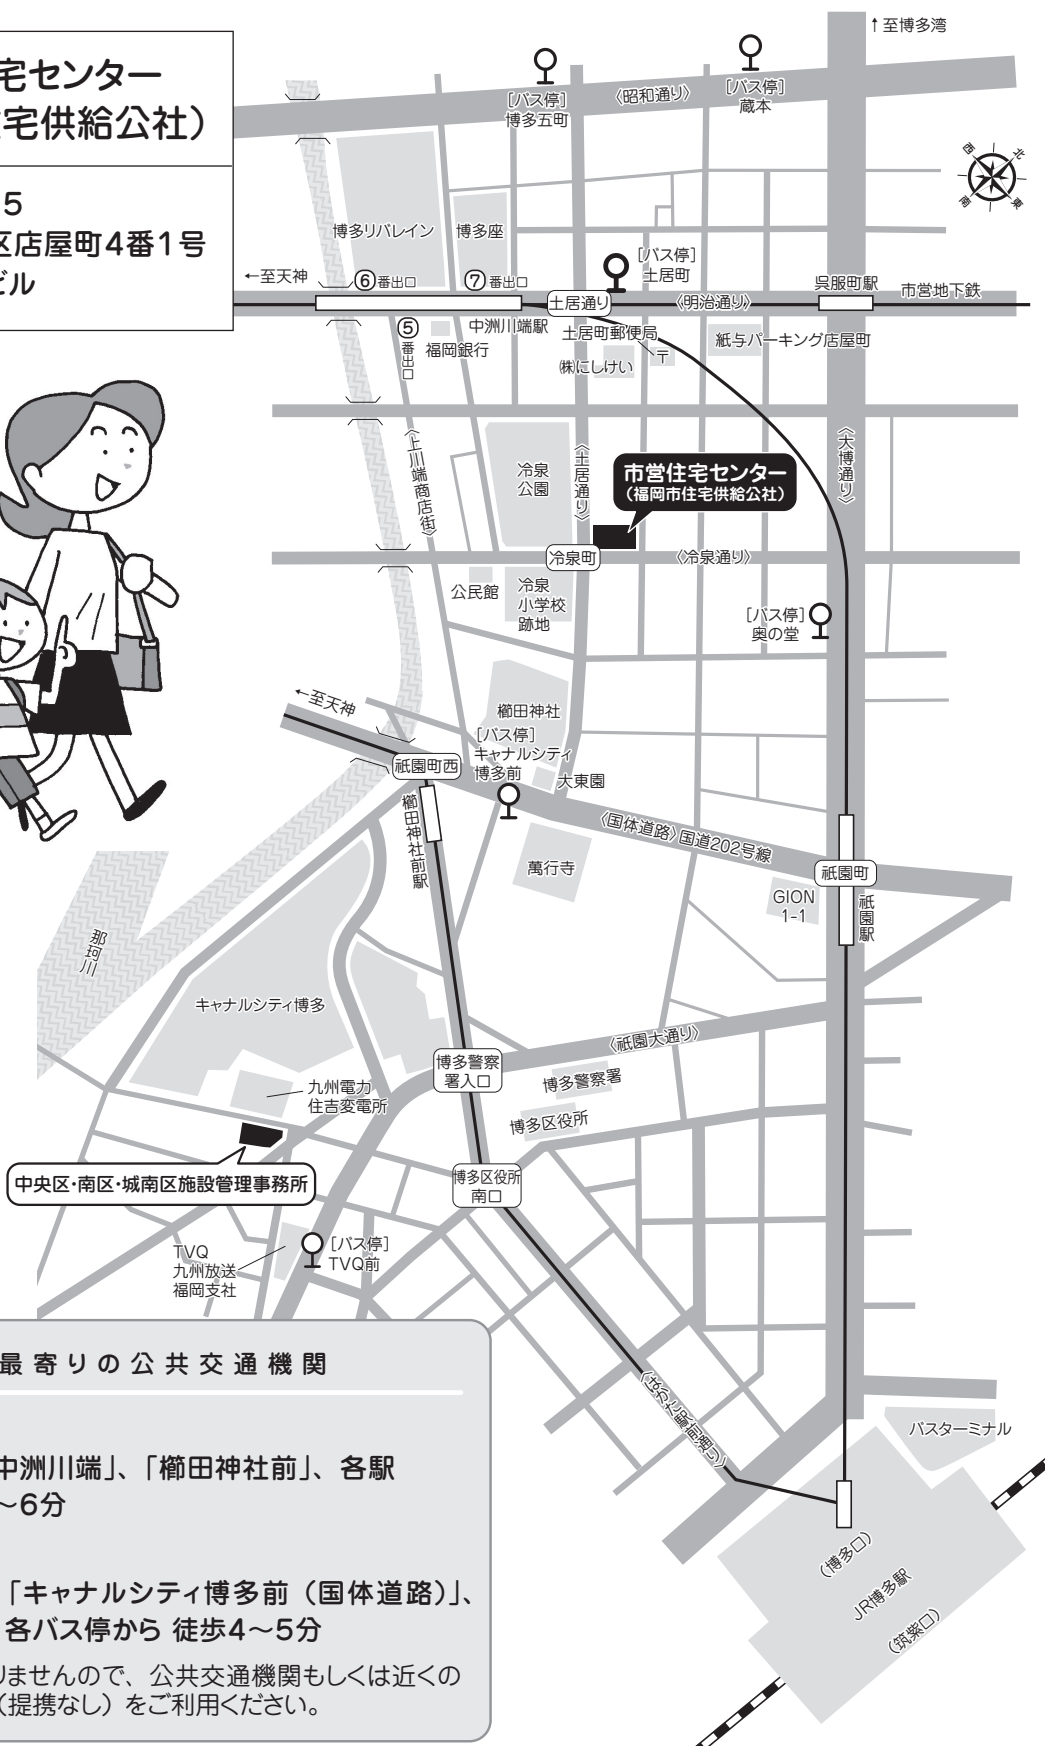 宅センター
宅供給公社）
5
区店屋町4番1号
ビル
↑至博多湾
〈昭和通り〉
[バス停]
博多五町
[バス停]
蔵本
西
北
南
東
博多リバレイン
博多座
[バス停]
土居町
←至天神
⑥番出口
⑦番出口
土居通り
〈明治通り〉
呉服町駅
市営地下鉄
⑤番出口
福岡銀行
中洲川端駅
土居町郵便局
〒
㈱にしけい
紙与パーキング店屋町
〈上川端商店街〉
冷泉
公園
〈土居通り〉
市営住宅センター
（福岡市住宅供給公社）
〈大博通り〉
冷泉町
〈冷泉通り〉
公民館
冷泉
小学校
跡地
[バス停]
奥の堂
←至天神
櫛田神社
[バス停]
キャナルシティ
博多前
祇園町西
大東園
櫛田神社前駅
〈国体道路〉国道202号線
萬行寺
祇園町
GION
1-1
祇園駅
那珂川
キャナルシティ博多
〈祇園大通り〉
博多警察
署入口
博多警察署
九州電力
住吉変電所
博多区役所
中央区・南区・城南区施設管理事務所
博多区役所
南口
TVQ
九州放送
福岡支社
[バス停]
TVQ前
〈はかた駅前通り〉
バスターミナル
（博多口）
JR博多駅
（筑紫口）
最寄りの公共交通機関
中洲川端」、「櫛田神社前」、各駅
～6分
「キャナルシティ博多前（国体道路）」、
各バス停から 徒歩4～5分
りませんので、公共交通機関もしくは近くの
（提携なし）をご利用ください。